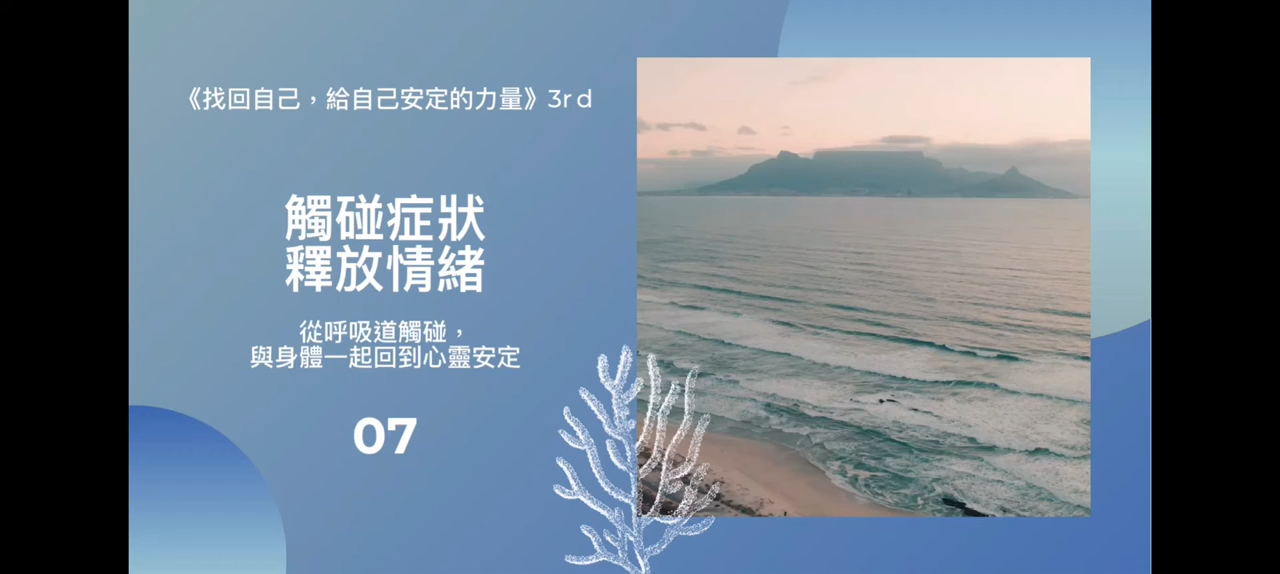 《找回自己，給自己安定的力量》3rd
觸碰症狀
釋放情緒
從呼吸道觸碰，
與身體一起回到心靈安定
07